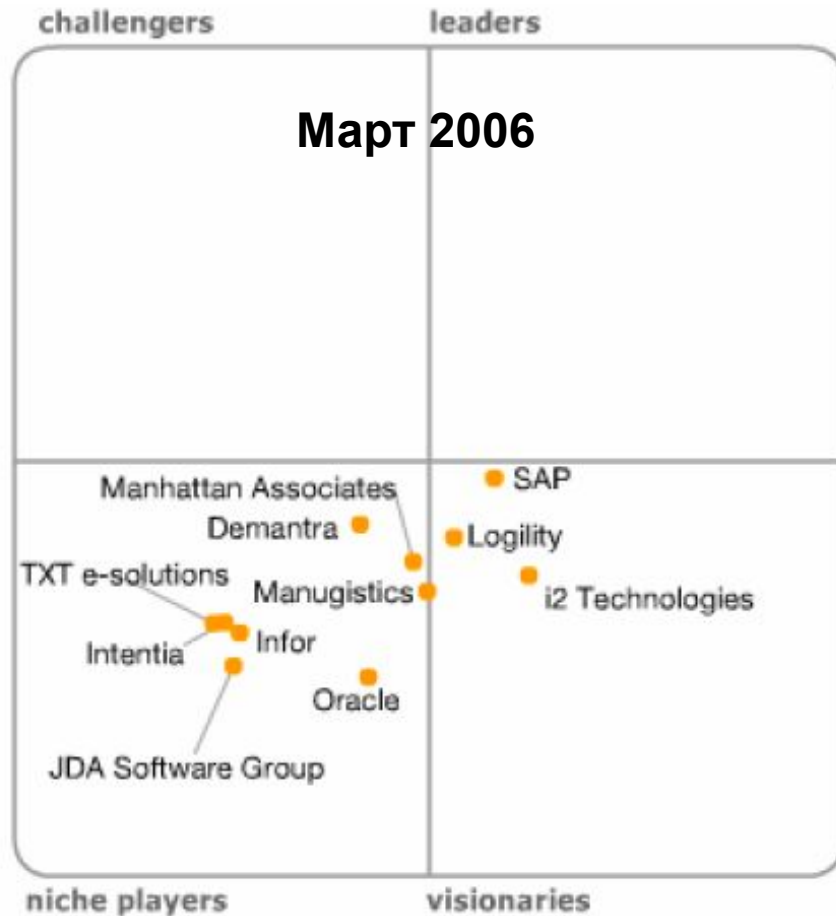 challengers
leaders
Март 2006
SAP
Manhattan Associates
Demantra
Logility
TXT e-solutions
Manugistics
i2 Technologies
Infor
Intentia
Oracle
JDA Software Group
niche players
visionaries